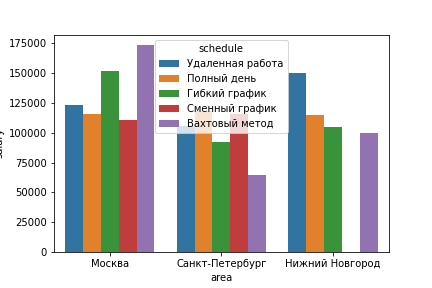 schedule
Удаленная работа
Полный день
Гибкий график
Сменный график
Вахтовый метод
175000
150000
125000
100000
75000
50000
25000
0
Москва
Санкт-Петербург
Нижний Новгород
area